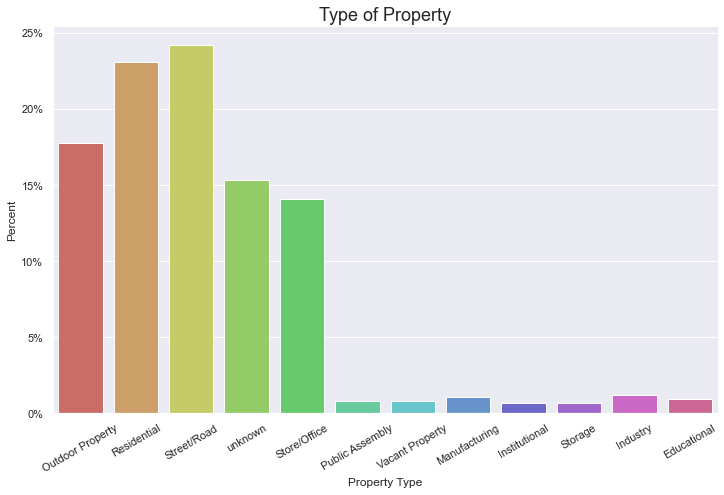 Type of Property
25%
20%
15%
10%
5%
0%
Percent
Outdoor Property
Residential
Street/Road
unknown
Store/Office
Public Assembly
Vacant Property
Manufacturing
Institutional
Storage
Industry
Educational
Property Type